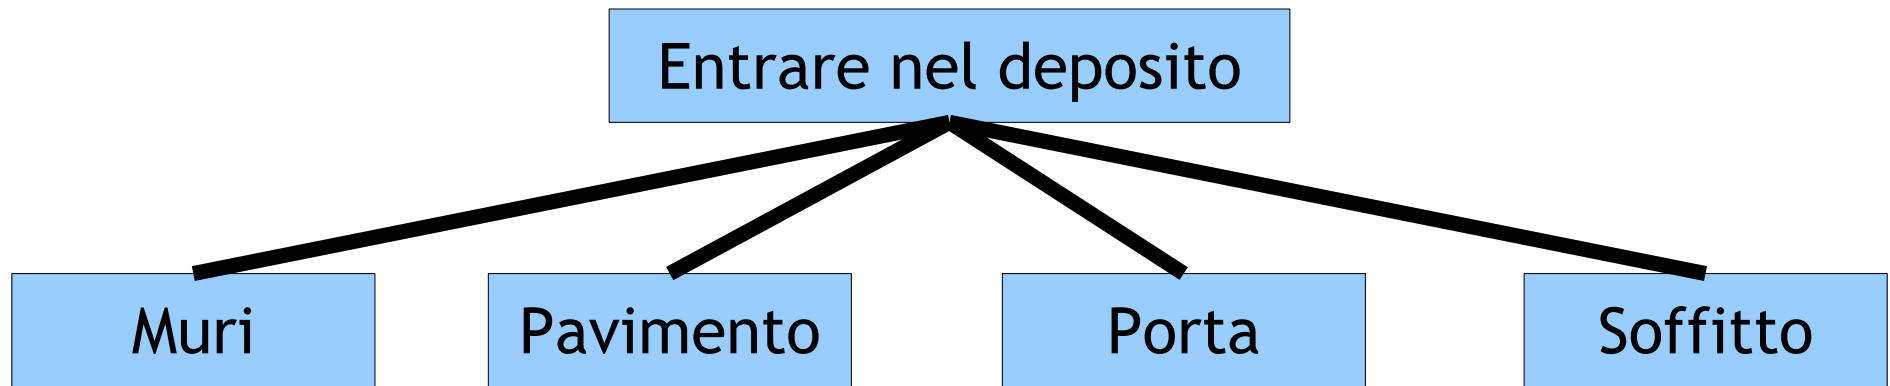 Entrare nel deposito
Muri
Pavimento
Porta
Soffitto